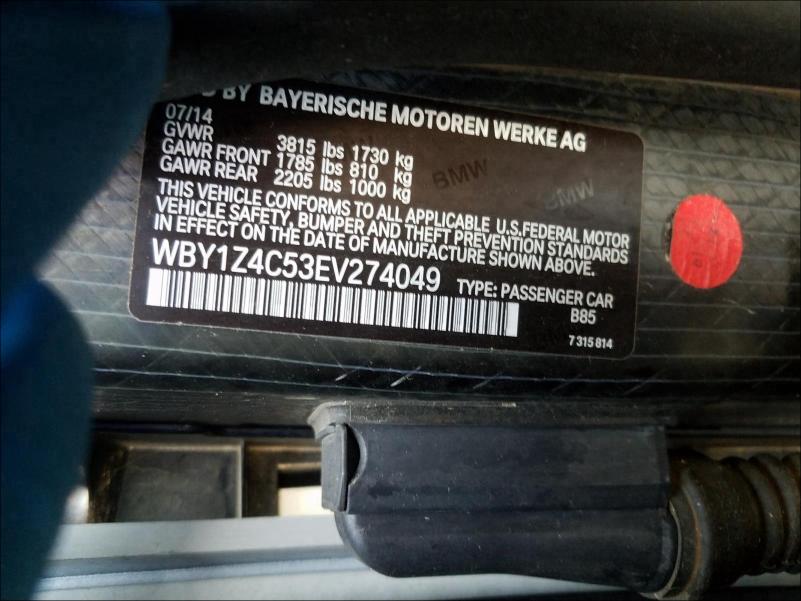 BY BAYERISCHE MOTOREN WERKE AG
07/14
GVWR 3815 lbs 1730 kg
GAWR FRONT 1785 lbs 810 kg
GAWR REAR 2205 lbs 1000 kg
THIS VEHICLE CONFORMS TO ALL APPLICABLE U.S.FEDERAL MOTOR
VEHICLE SAFETY, BUMPER AND THEFT PREVENTION STANDARDS
IN EFFECT ON THE DATE OF MANUFACTURE SHOWN ABOVE.
WBY1Z4C53EV274049 TYPE: PASSENGER CAR
B85
7 315 814
BMW
BMW